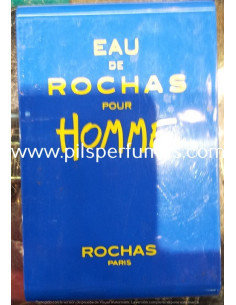 EAU
DE
ROCHAS
POUR
HOMME
www.pilsperfumes.com
ROCHAS
PARIS